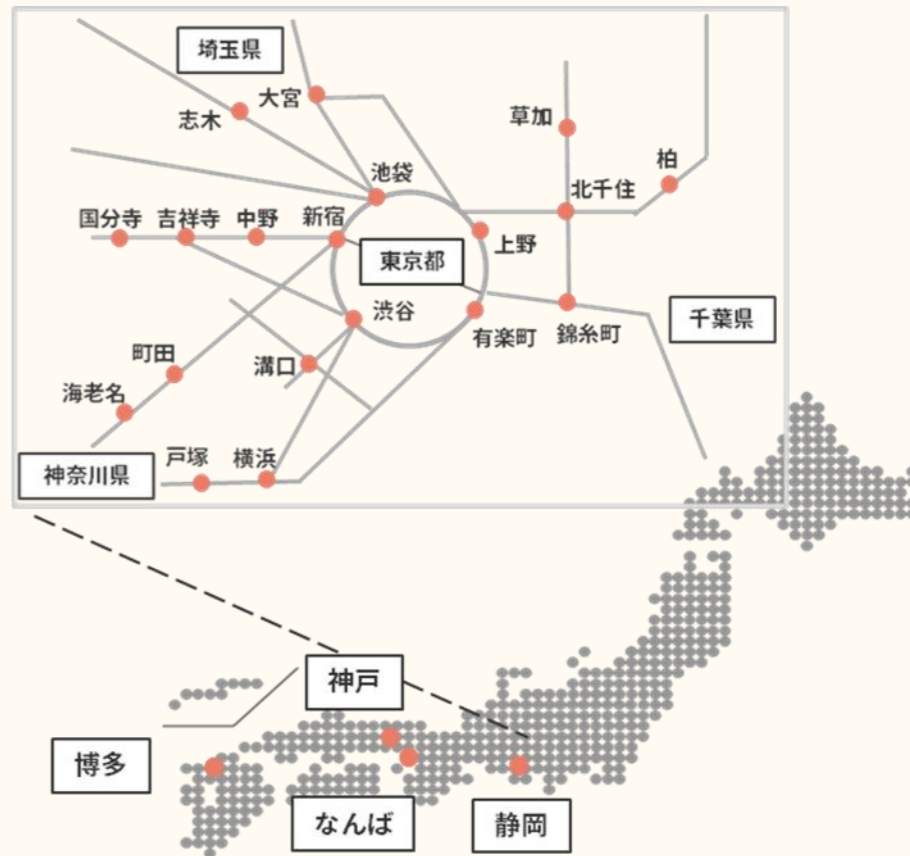 埼玉県
大宮
志木
草加
柏
池袋
北千住
国分寺
吉祥寺
中野
新宿
上野
東京都
渋谷
有楽町
錦糸町
千葉県
町田
溝口
海老名
戸塚
横浜
神奈川県
神戸
博多
なんば
静岡